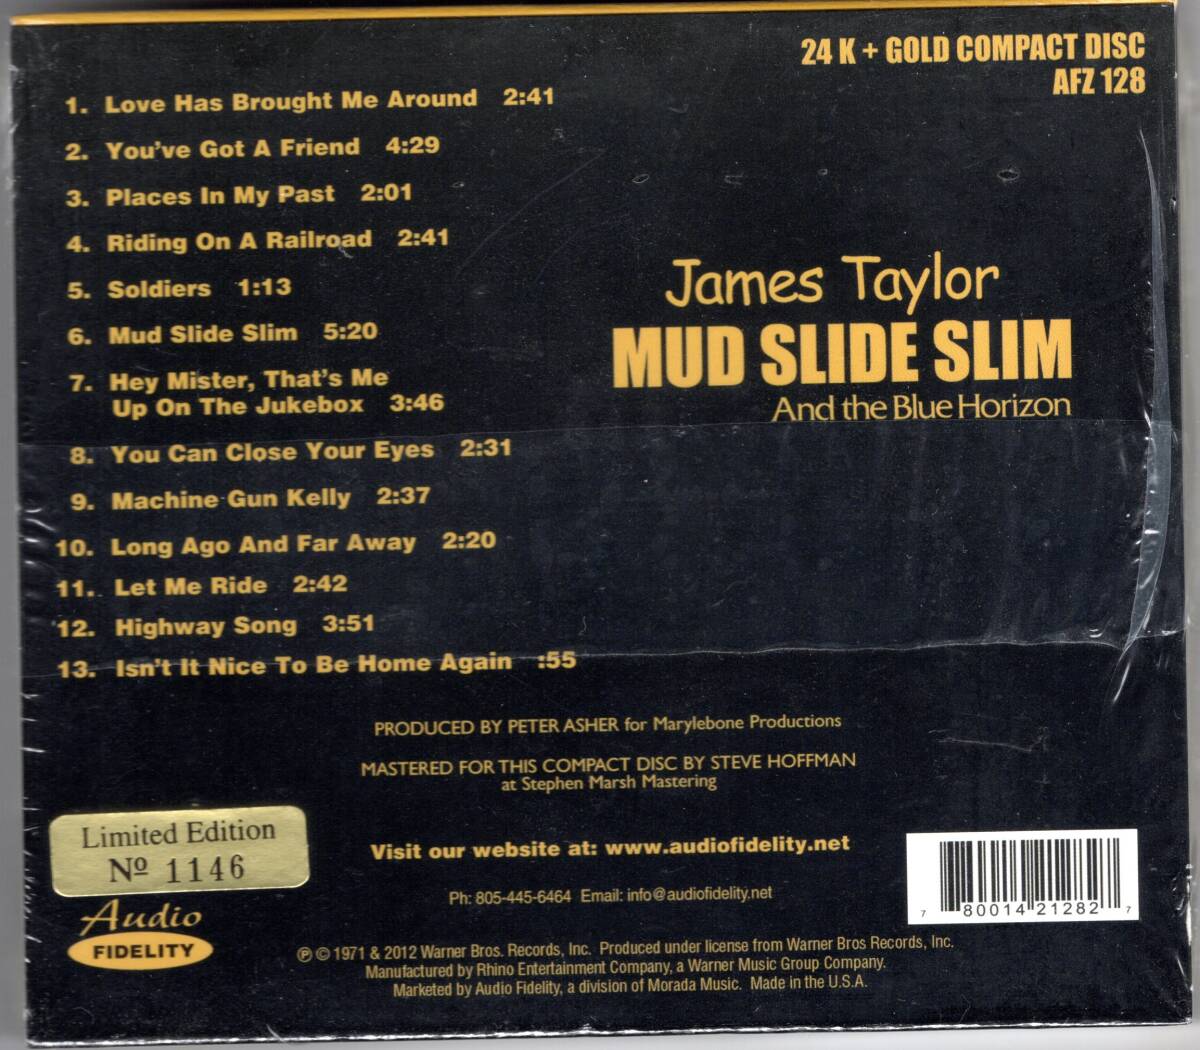 24 K + GOLD COMPACT DISC
AFZ 128
1. Love Has Brought Me Around 2:41
2. You've Got A Friend 4:29
3. Places In My Past 2:01
4. Riding On A Railroad 2:41
5. Soldiers 1:13
6. Mud Slide Slim 5:20
7. Hey Mister, That's Me
Up On The Jukebox 3:46
8. You Can Close Your Eyes 2:31
9. Machine Gun Kelly 2:37
10. Long Ago And Far Away 2:20
11. Let Me Ride 2:42
12. Highway Song 3:51
13. Isn't It Nice To Be Home Again :55
James Taylor
MUD SLIDE SLIM
And the Blue Horizon
PRODUCED BY PETER ASHER for Marylebone Productions
MASTERED FOR THIS COMPACT DISC BY STEVE HOFFMAN
at Stephen Marsh Mastering
Limited Edition
Nº 1146
Audio
FIDELITY
Visit our website at: www.audiofidelity.net
Ph: 805-445-6464 Email: info@audiofidelity.net
7 80014 21282 7
℗ © 1971 & 2012 Warner Bros. Records, Inc. Produced under license from Warner Bros Records, Inc.
Manufactured by Rhino Entertainment Company, a Warner Music Group Company.
Marketed by Audio Fidelity, a division of Morada Music. Made in the U.S.A.